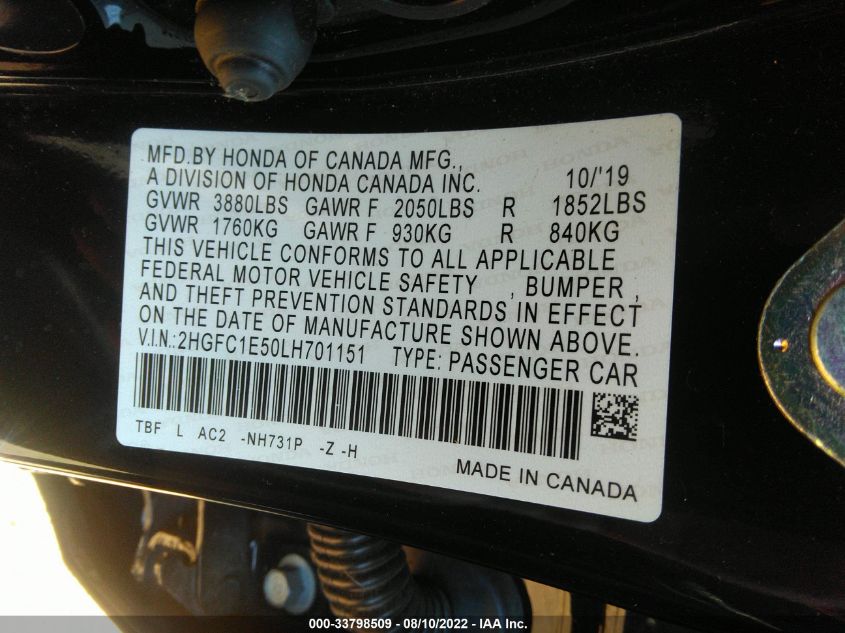 MFD.BY HONDA OF CANADA MFG.,
A DIVISION OF HONDA CANADA INC. 10/'19
GVWR 3880LBS GAWR F 2050LBS R 1852LBS
GVWR 1760KG GAWR F 930KG R 840KG
THIS VEHICLE CONFORMS TO ALL APPLICABLE
FEDERAL MOTOR VEHICLE SAFETY , BUMPER ,
AND THEFT PREVENTION STANDARDS IN EFFECT
ON THE DATE OF MANUFACTURE SHOWN ABOVE.
V.I.N.:2HGFC1E50LH701151 TYPE: PASSENGER CAR
TBF L AC2 -NH731P -Z -H
MADE IN CANADA
000-33798509 - 08/10/2022 - IAA Inc.